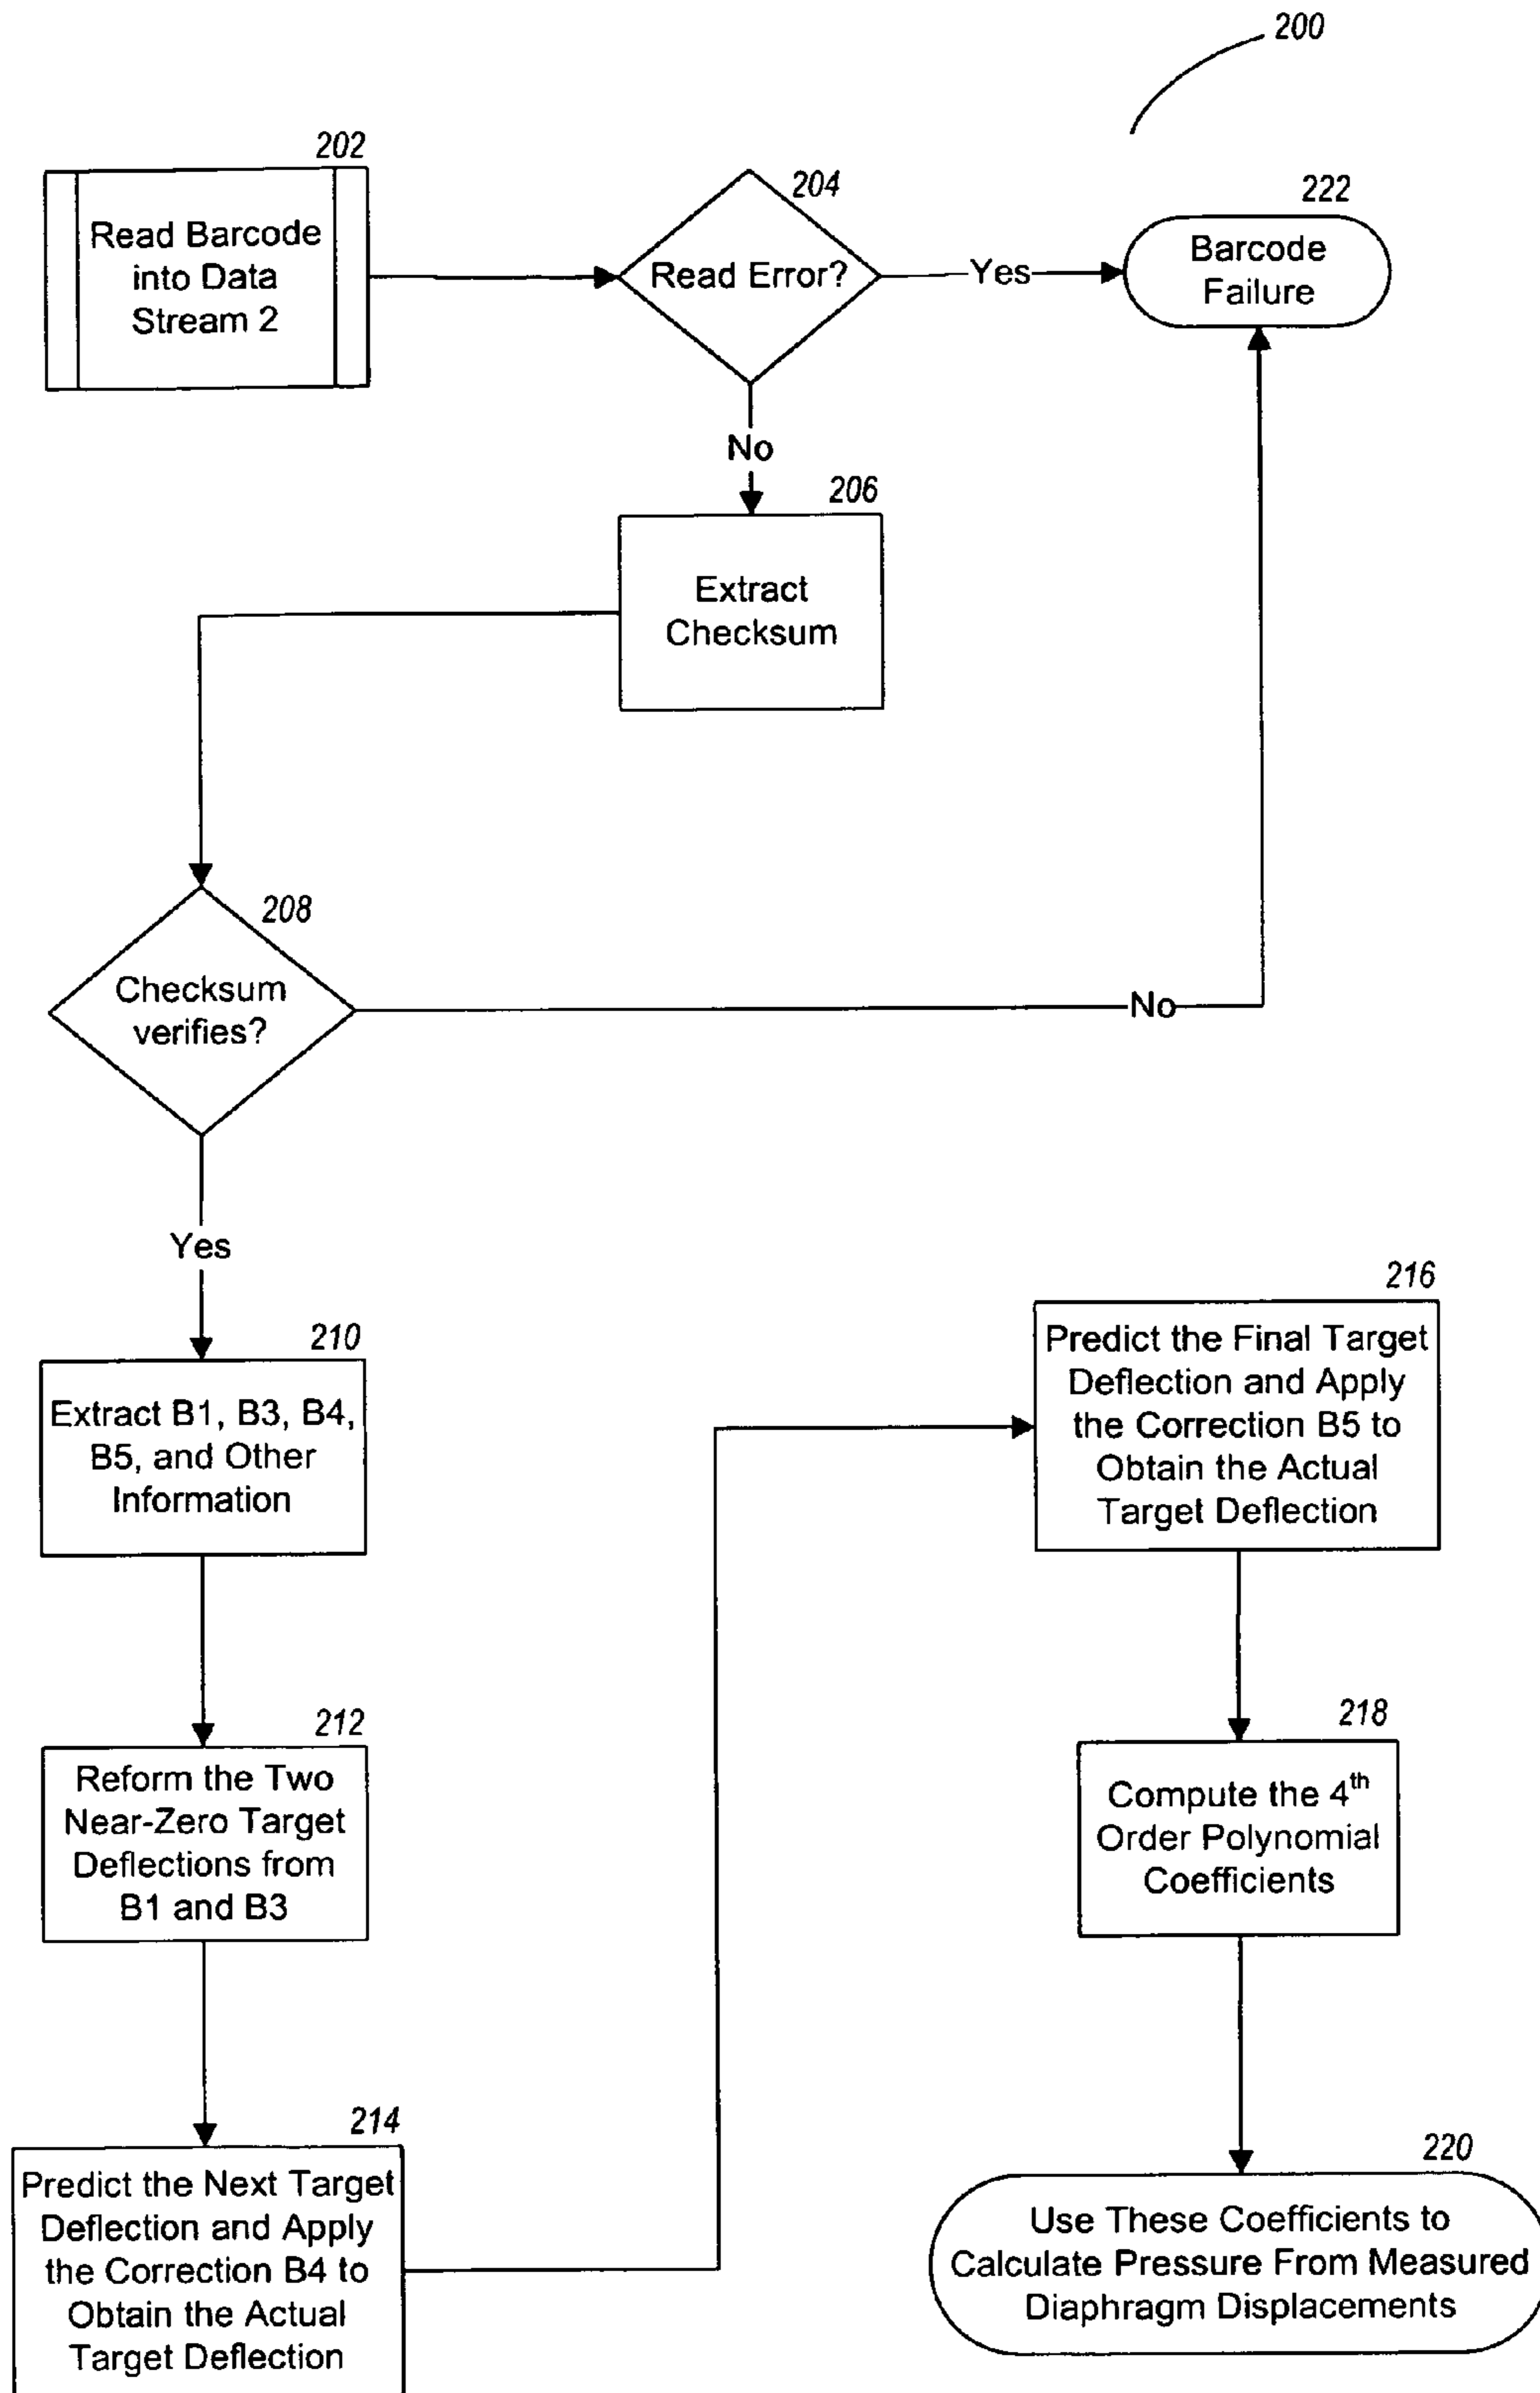 200
202
Read Barcode
into Data
Stream 2
204
Read Error?
Yes
222
Barcode
Failure
No
206
Extract
Checksum
208
Checksum
verifies?
No
Yes
210
Extract B1, B3, B4,
B5, and Other
Information
212
Reform the Two
Near-Zero Target
Deflections from
B1 and B3
214
Predict the Next Target
Deflection and Apply
the Correction B4 to
Obtain the Actual
Target Deflection
216
Predict the Final Target
Deflection and Apply
the Correction B5 to
Obtain the Actual
Target Deflection
218
Compute the 4th
Order Polynomial
Coefficients
220
Use These Coefficients to
Calculate Pressure From Measured
Diaphragm Displacements